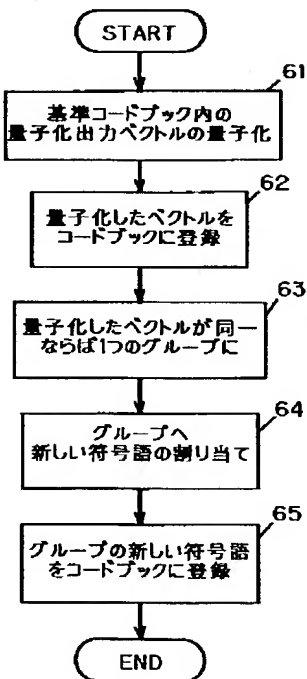 START
61
基準コードブック内の
量子化出力ベクトルの量子化
62
量子化したベクトルを
コードブックに登録
63
量子化したベクトルが同一
ならば1つのグループに
64
グループへ
新しい符号語の割り当て
65
グループの新しい符号語
をコードブックに登録
END